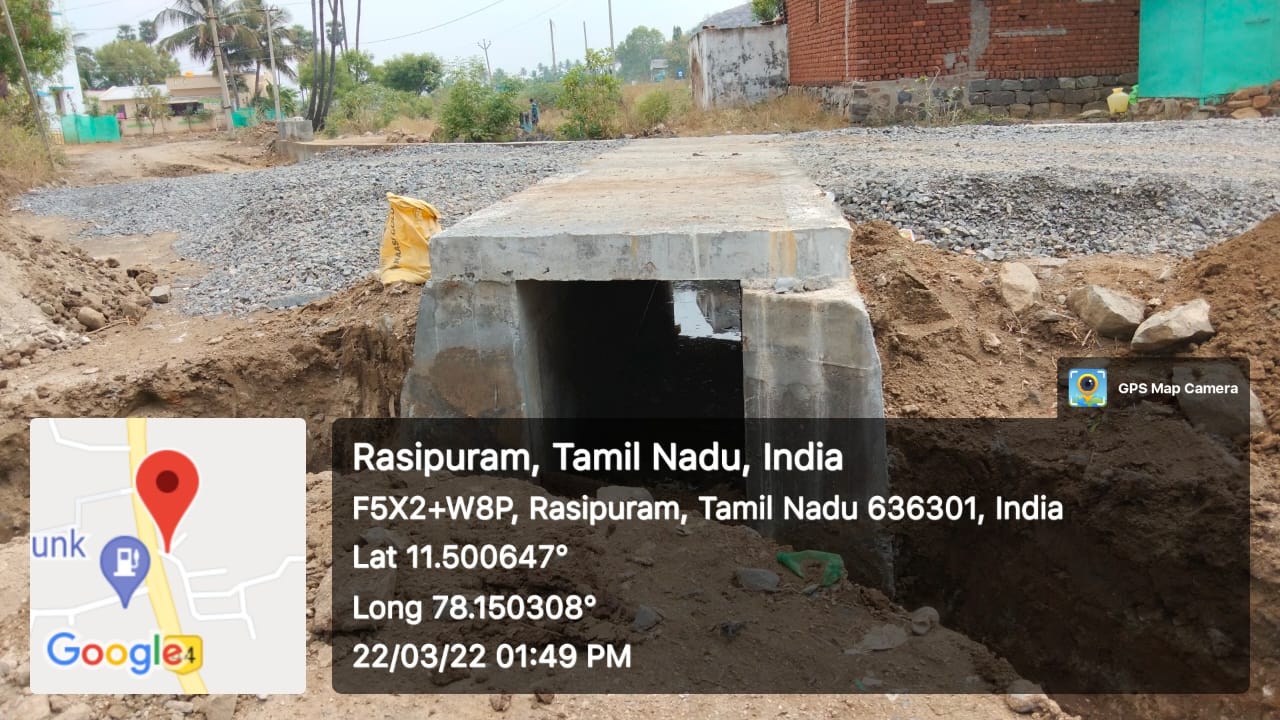 GPS Map Camera
Rasipuram, Tamil Nadu, India
F5X2+W8P, Rasipuram, Tamil Nadu 636301, India
Lat 11.500647°
Long 78.150308°
22/03/22 01:49 PM
unk
Google